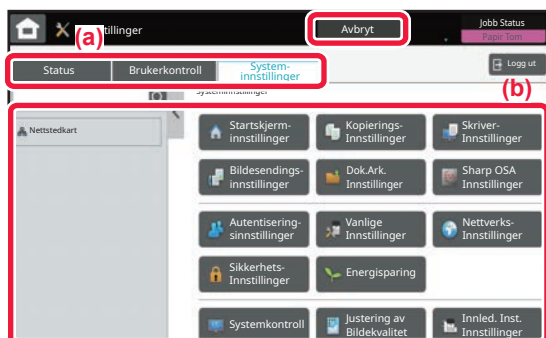 Innstillinger
Avbryt
Jobb Status
Papir Tom
(a)
Status
Brukerkontroll
System-
innstillinger
Logg ut
(b)
Systeminnstillinger
Nettstedkart
Startskjerm-
innstillinger
Kopierings-
Innstillinger
Skriver-
Innstillinger
Bildesendings-
innstillinger
Dok.Ark.
Innstillinger
Sharp OSA
Innstillinger
Autentisering-
sinnstillinger
Vanlige
Innstillinger
Nettverks-
Innstillinger
Sikkerhets-
Innstillinger
Energisparing
Systemkontroll
Justering av
Bildekvalitet
Innled. Inst.
Innstillinger